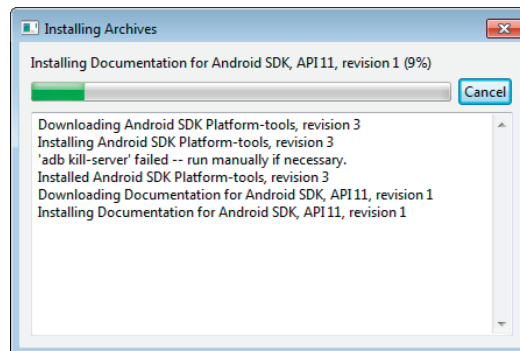 Installing Archives
Installing Documentation for Android SDK, API 11, revision 1 (9%)
Cancel
Downloading Android SDK Platform-tools, revision 3
Installing Android SDK Platform-tools, revision 3
'adb kill-server' failed -- run manually if necessary.
Installed Android SDK Platform-tools, revision 3
Downloading Documentation for Android SDK, API 11, revision 1
Installing Documentation for Android SDK, API 11, revision 1